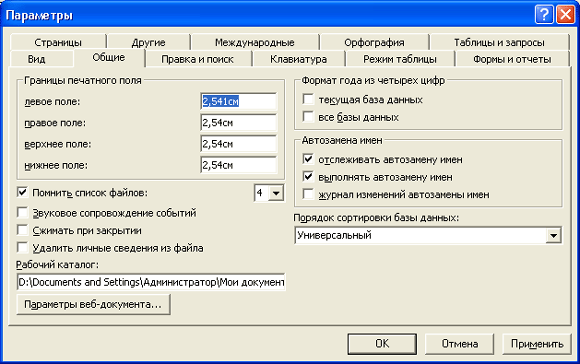 Параметры
Страницы
Другие
Международные
Орфография
Таблицы и запросы
Вид
Общие
Правка и поиск
Клавиатура
Режим таблицы
Формы и отчеты
Границы печатного поля
левое поле: 2,541см
правое поле: 2,54см
верхнее поле: 2,54см
нижнее поле: 2,54см
Помнить список файлов: 4
Звуковое сопровождение событий
Сжимать при закрытии
Удалить личные сведения из файла
Рабочий каталог:
D:\Documents and Settings\Администратор\Мои документ
Параметры веб-документа...
Формат года из четырех цифр
текущая база данных
все базы данных
Автозамена имен
отслеживать автозамену имен
выполнять автозамену имен
журнал изменений автозамены имен
Порядок сортировки базы данных:
Универсальный
OK
Отмена
Применить